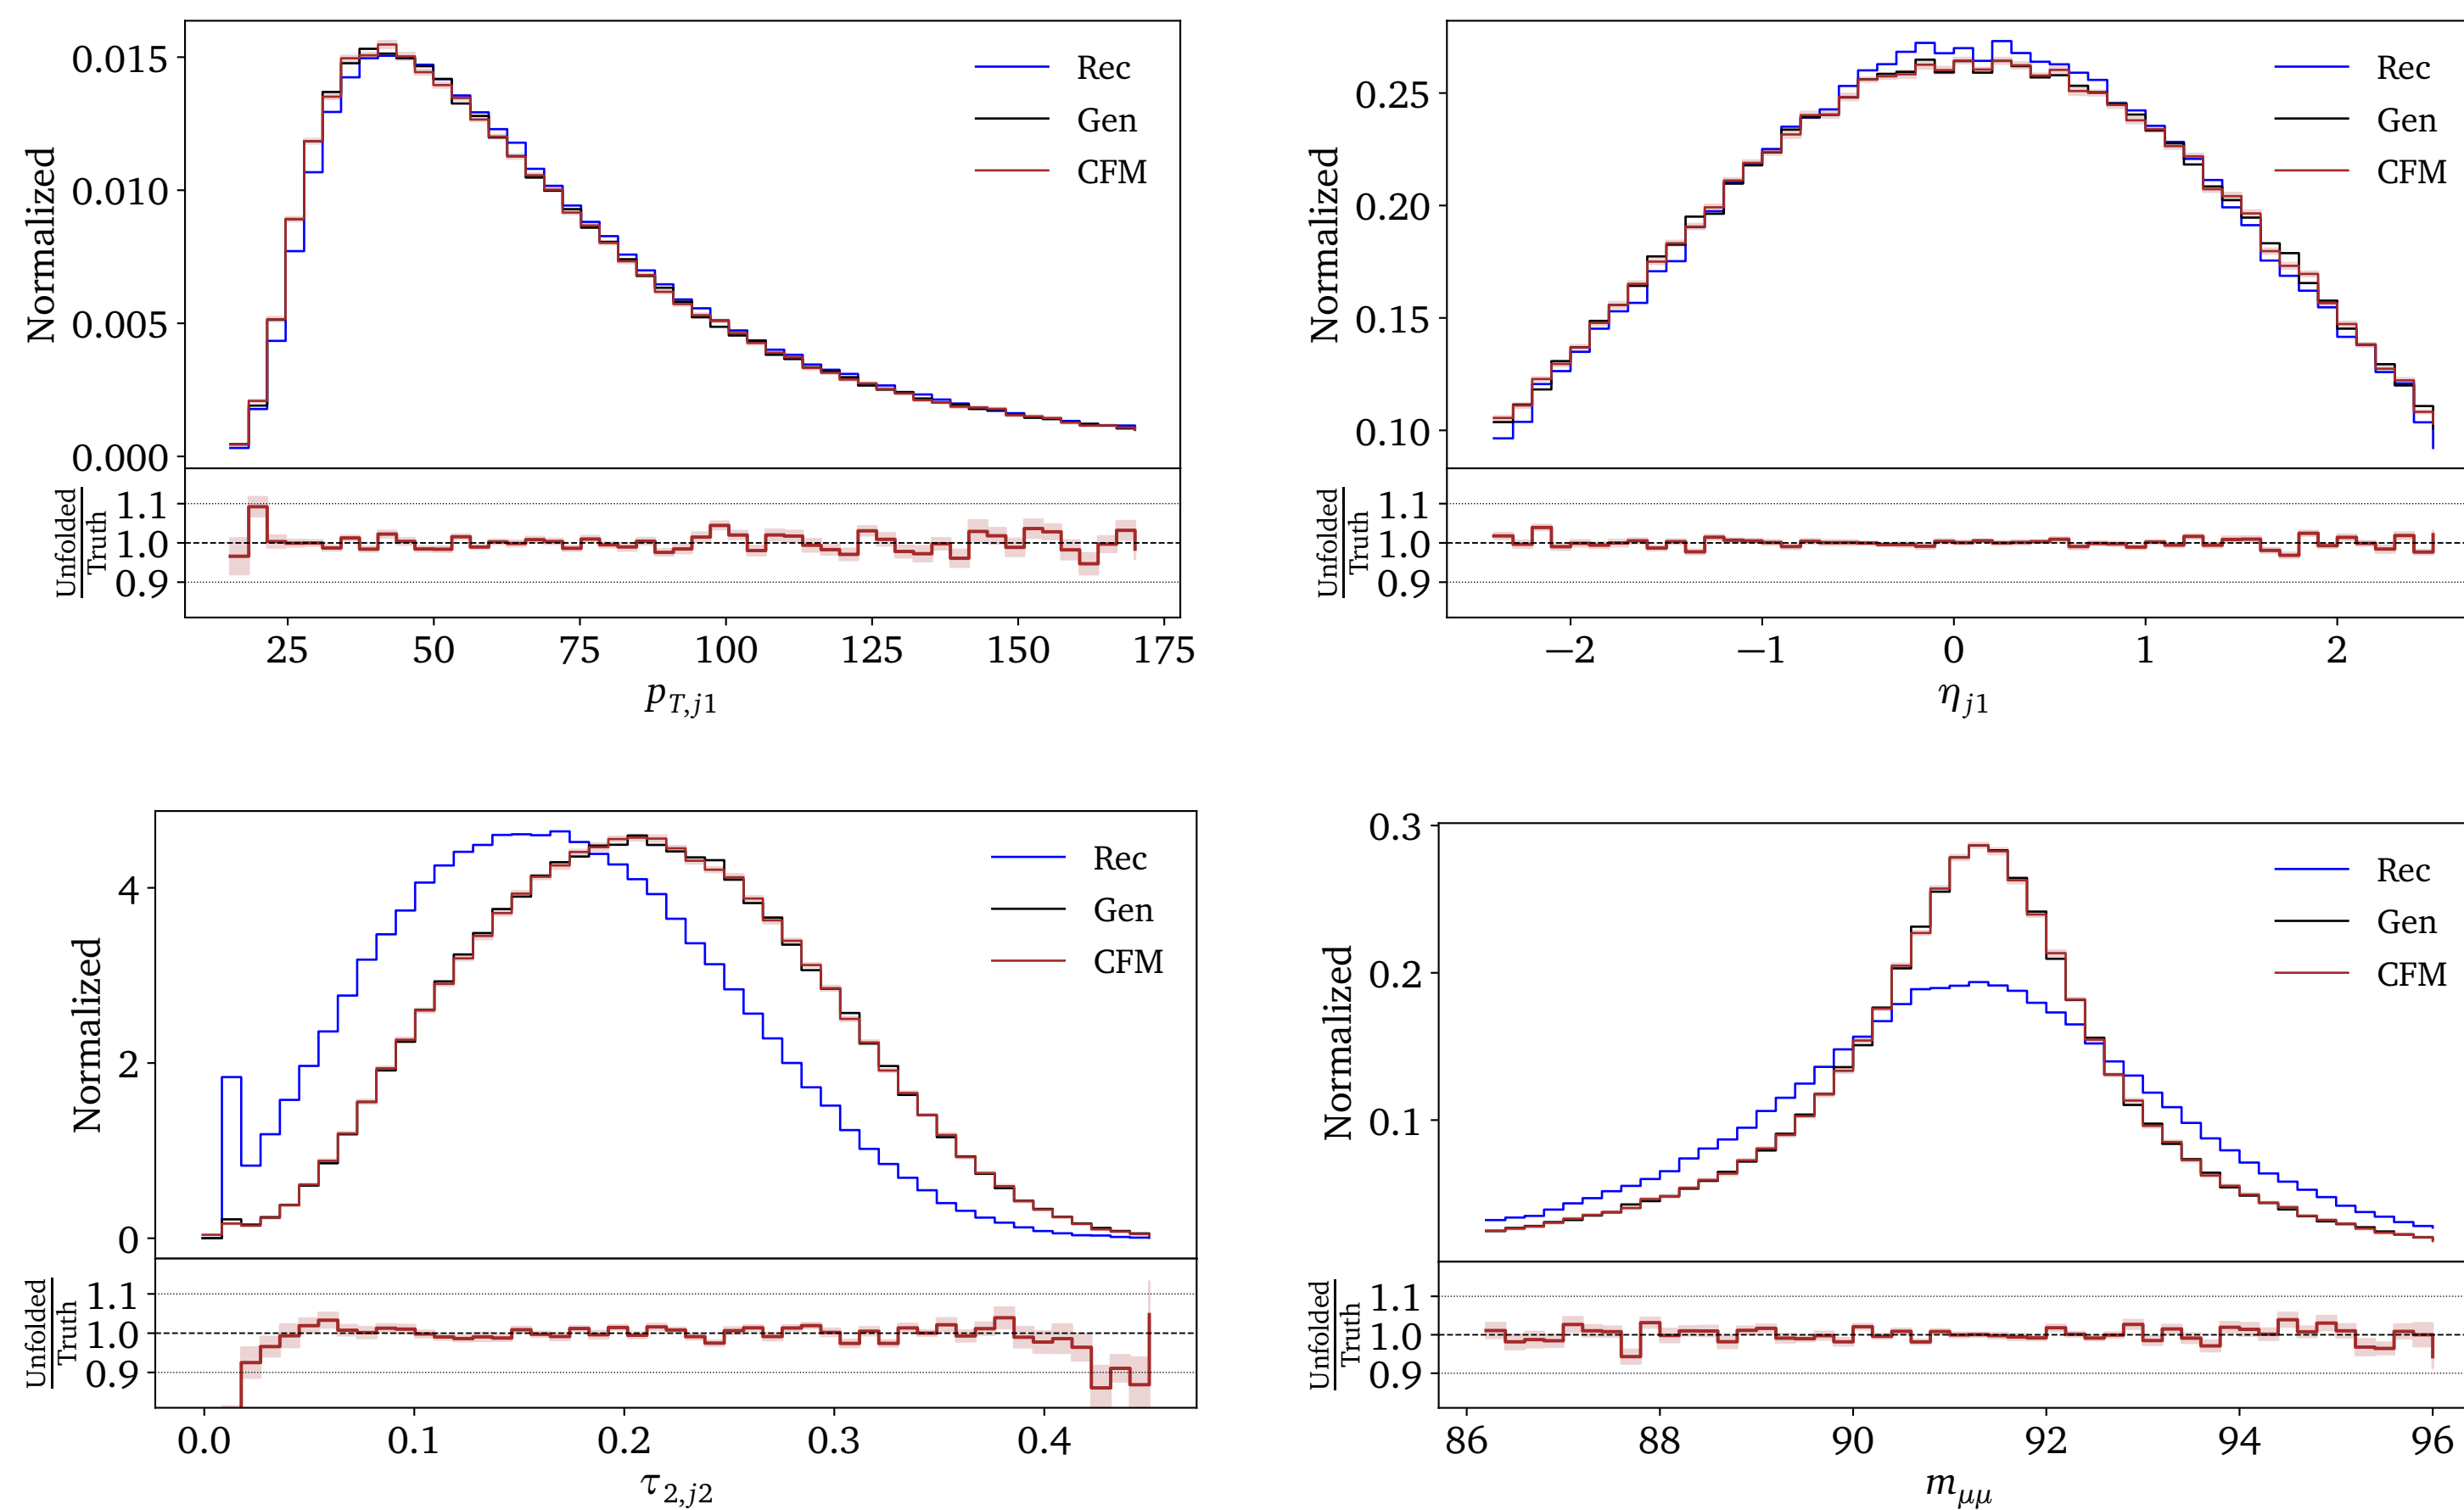 0.015
0.010
0.005
0.000
Normalized
Rec
Gen
CFM
1.1
1.0
0.9
Unfolded
Truth
25 50 75 100 125 150 175
p_{T,j1}
0.25
0.20
0.15
0.10
Normalized
Rec
Gen
CFM
1.1
1.0
0.9
Unfolded
Truth
−2 −1 0 1 2
η_{j1}
4
2
0
Normalized
Rec
Gen
CFM
1.1
1.0
0.9
Unfolded
Truth
0.0 0.1 0.2 0.3 0.4
τ_{2,j2}
0.3
0.2
0.1
Normalized
Rec
Gen
CFM
1.1
1.0
0.9
Unfolded
Truth
86 88 90 92 94 96
m_{μμ}